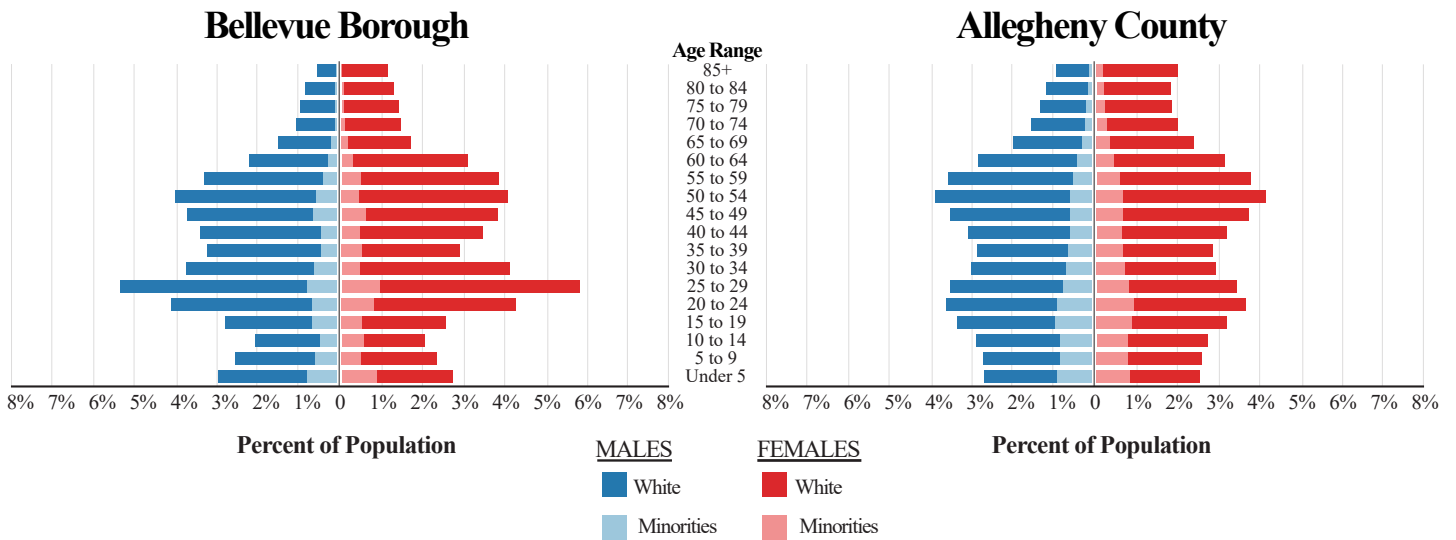 Bellevue Borough
Allegheny County
Age Range
85+
80 to 84
75 to 79
70 to 74
65 to 69
60 to 64
55 to 59
50 to 54
45 to 49
40 to 44
35 to 39
30 to 34
25 to 29
20 to 24
15 to 19
10 to 14
5 to 9
Under 5
8% 7% 6% 5% 4% 3% 2% 1% 0 1% 2% 3% 4% 5% 6% 7% 8%
8% 7% 6% 5% 4% 3% 2% 1% 0 1% 2% 3% 4% 5% 6% 7% 8%
Percent of Population
Percent of Population
MALES
White
Minorities
FEMALES
White
Minorities